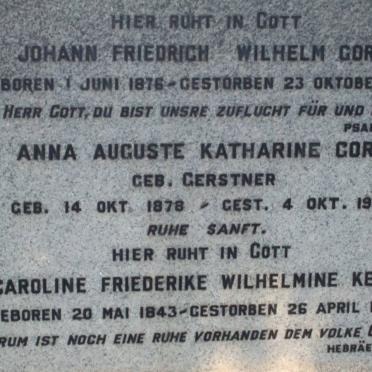 HIER RUHT IN GOTT
JOHANN FRIEDRICH WILHELM
1 JUNI 1876 - GESTORBEN 23
HERR GOTT, DU BIST UNSRE ZUFLUCHT FÜR UND
ANNA AUGUSTE KATHARINE
GEB. GERSTNER
GEB. 14 OKT. 1878 - GEST. 4 OKT.
RUHE SANFT.
HIER RUHT IN GOTT
CAROLINE FRIEDERIKE WILHELMINE
20 MAI 1843 - GESTORBEN 26 APRIL
IST NOCH EINE RUHE VORHANDEN DEM VOLKE